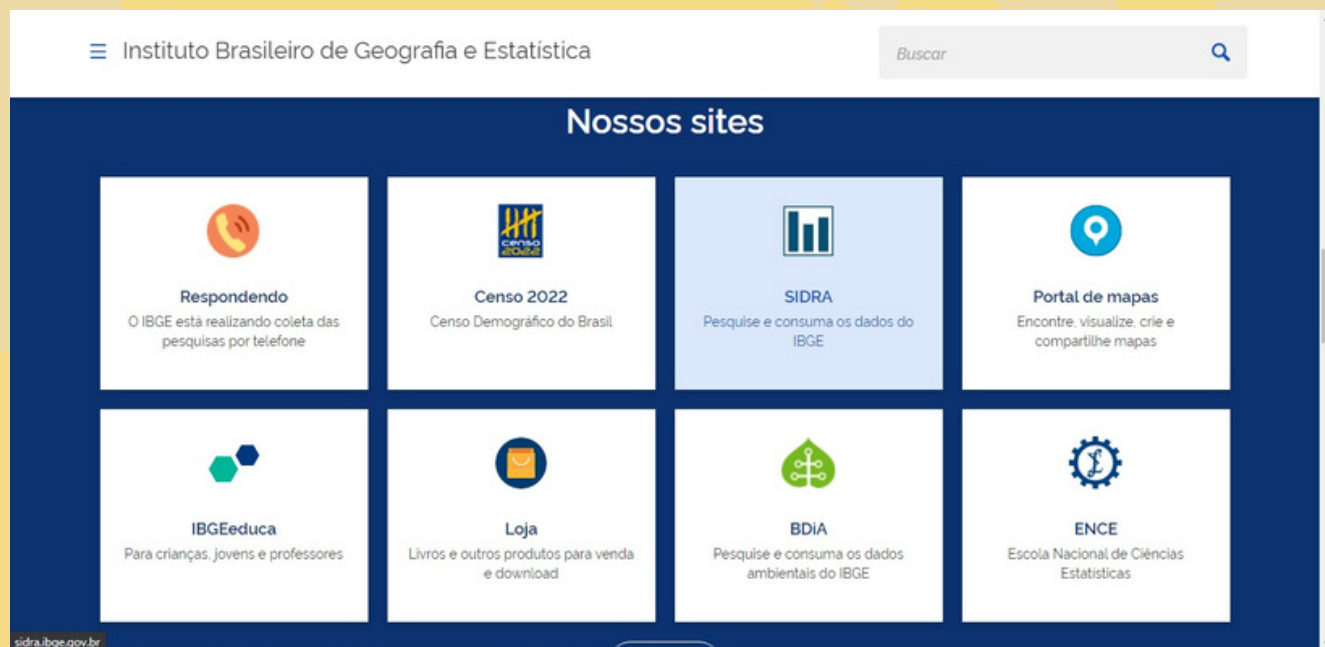 Instituto Brasileiro de Geografia e Estatística
Buscar
Nossos sites
Respondendo
O IBGE está realizando coleta das
pesquisas por telefone
censo
2022
Censo 2022
Censo Demográfico do Brasil
SIDRA
Pesquise e consuma os dados do
IBGE
Portal de mapas
Encontre, visualize, crie e
compartilhe mapas
IBGEeduca
Para crianças, jovens e professores
Loja
Livros e outros produtos para venda
e download
BDiA
Pesquise e consuma os dados
ambientais do IBGE
ENCE
Escola Nacional de Ciências
Estatísticas
sidra.ibge.gov.br